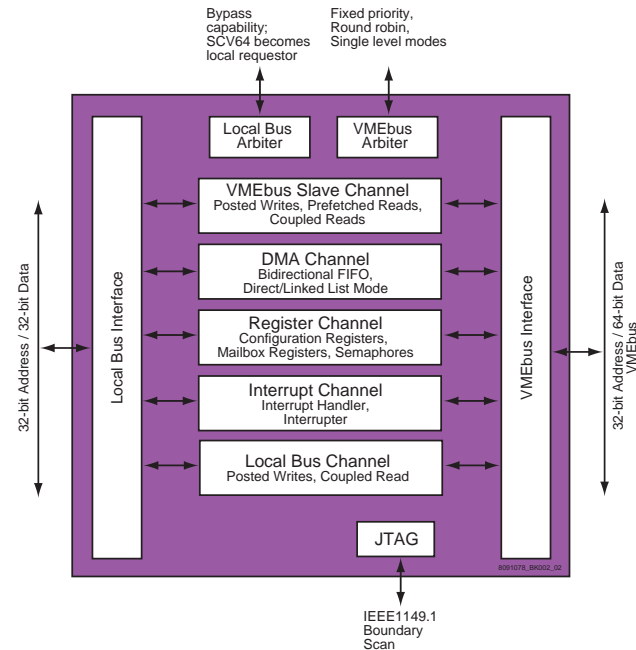 Bypass
capability;
SCV64 becomes
local requestor
Fixed priority,
Round robin,
Single level modes
Local Bus
Arbiter
VMEbus
Arbiter
32-bit Address / 32-bit Data
Local Bus Interface
VMEbus Slave Channel
Posted Writes, Prefetched Reads,
Coupled Reads
DMA Channel
Bidirectional FIFO,
Direct/Linked List Mode
Register Channel
Configuration Registers,
Mailbox Registers, Semaphores
Interrupt Channel
Interrupt Handler,
Interrupter
Local Bus Channel
Posted Writes, Coupled Read
VMEbus Interface
32-bit Address / 64-bit Data
VMEbus
JTAG
8091078_BK002_02
IEEE1149.1
Boundary
Scan